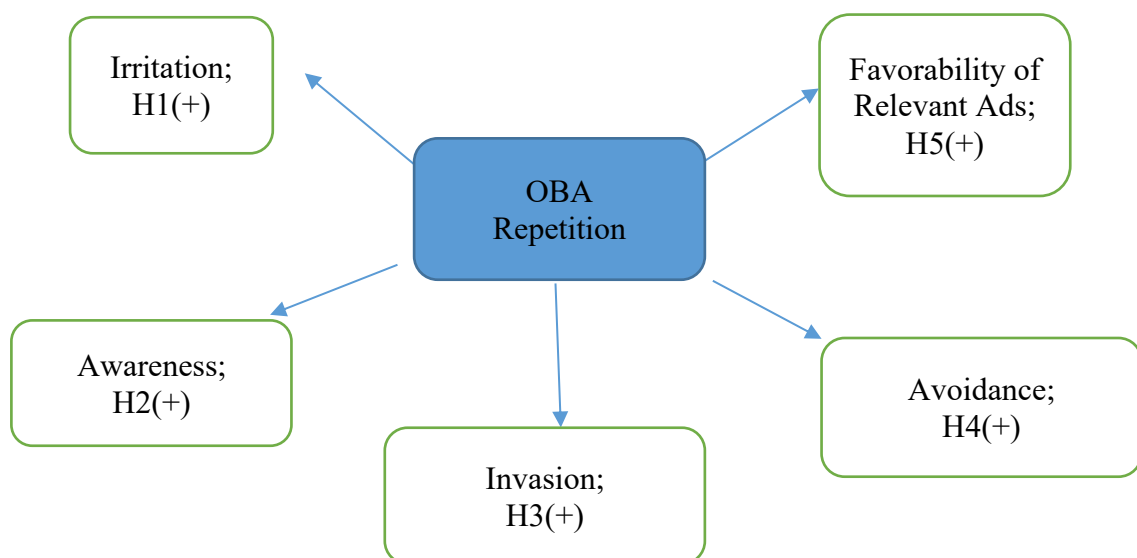 Irritation;
H1(+)
Favorability of
Relevant Ads;
H5(+)
OBA
Repetition
Awareness;
H2(+)
Avoidance;
H4(+)
Invasion;
H3(+)